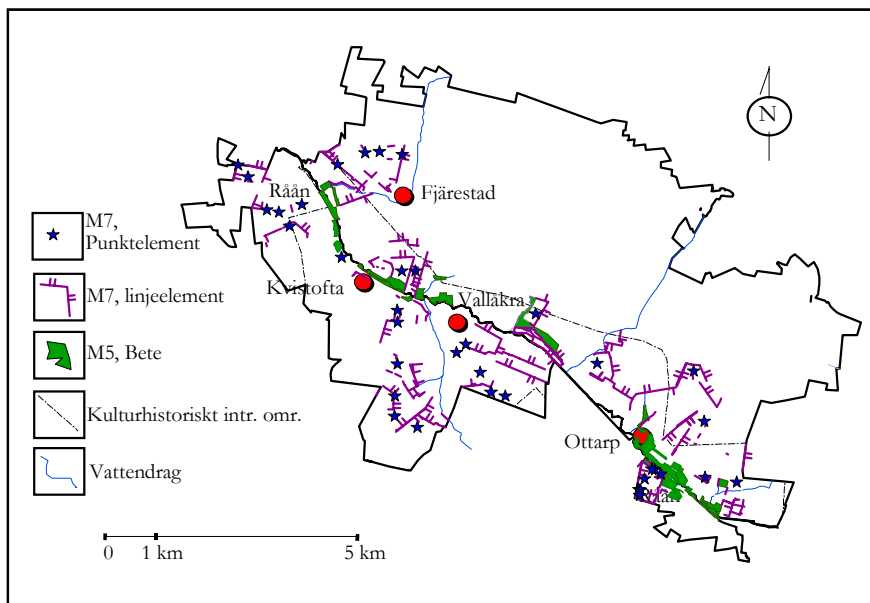 N
Råån
Fjärestad
M7,
Punktelement
Kvistofta
M7, linjeelement
Vallåkra
M5, Bete
Kulturhistoriskt intr. omr.
Ottarp
Vattendrag
Råån
0 1 km 5 km